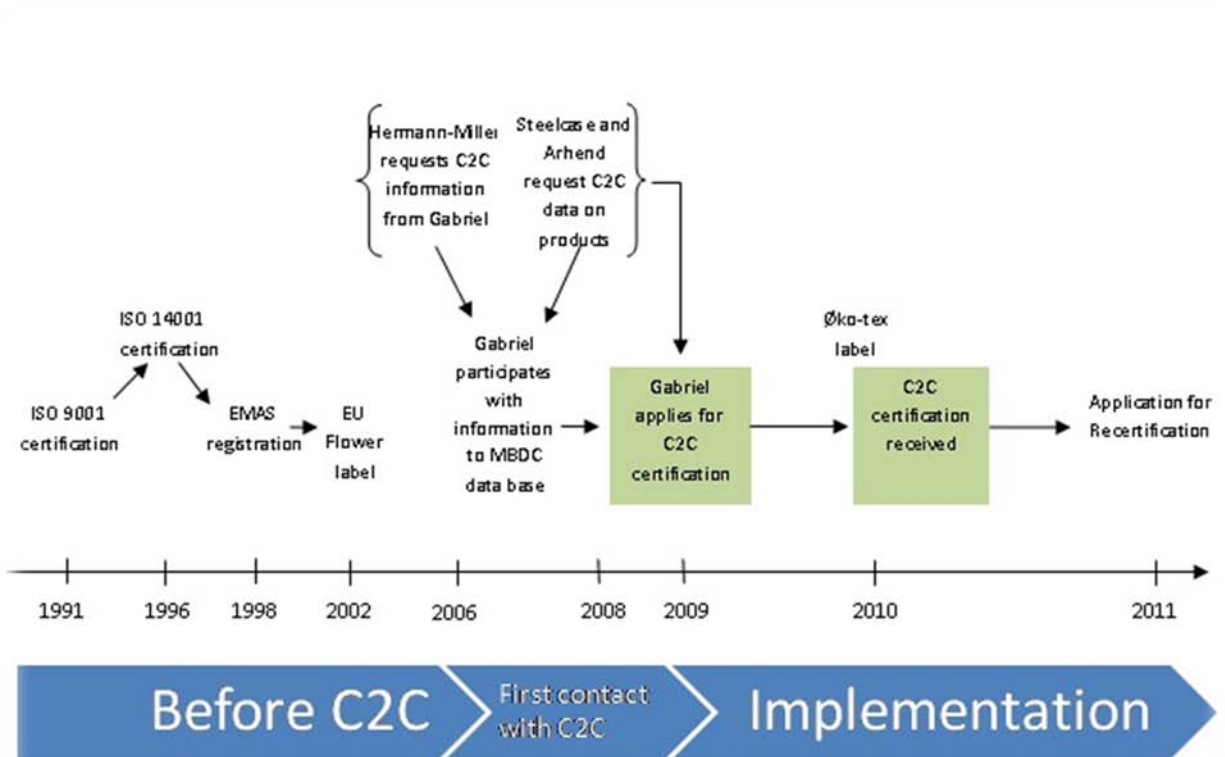 Hermann-Miller
requests C2C
information
from Gabriel
Steelcase and
Arhend
request C2C
data on
products
ISO 14001
certification
ISO 9001
certification
EMAS
registration
EU
Flower
label
Gabriel
participates
with
information
to MBDC
data base
Gabriel
applies for
C2C
certification
Øko-tex
label
C2C
certification
received
Application for
Recertification
1991
1996
1998
2002
2006
2008
2009
2010
2011
Before C2C
First contact
with C2C
Implementation